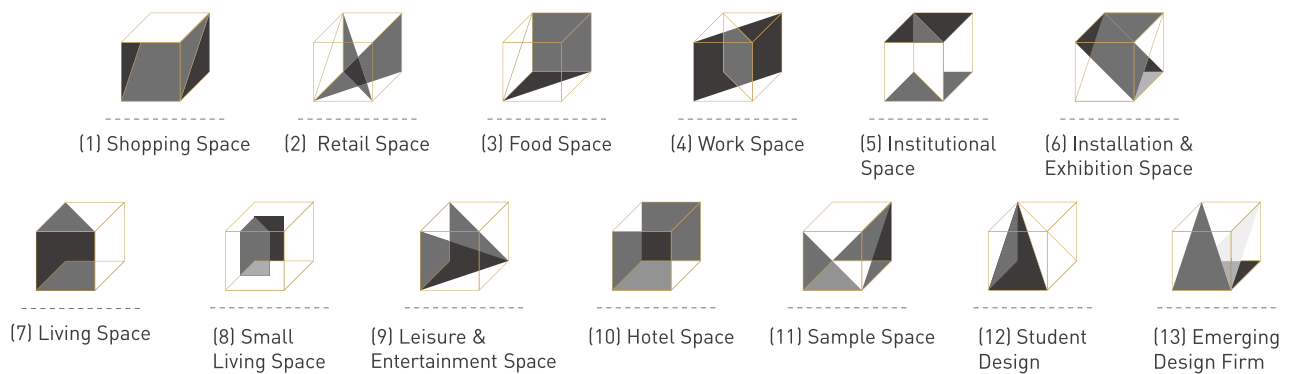 (1) Shopping Space
(2) Retail Space
(3) Food Space
(4) Work Space
(5) Institutional
Space
(6) Installation &
Exhibition Space
(7) Living Space
(8) Small
Living Space
(9) Leisure &
Entertainment Space
(10) Hotel Space
(11) Sample Space
(12) Student
Design
(13) Emerging
Design Firm